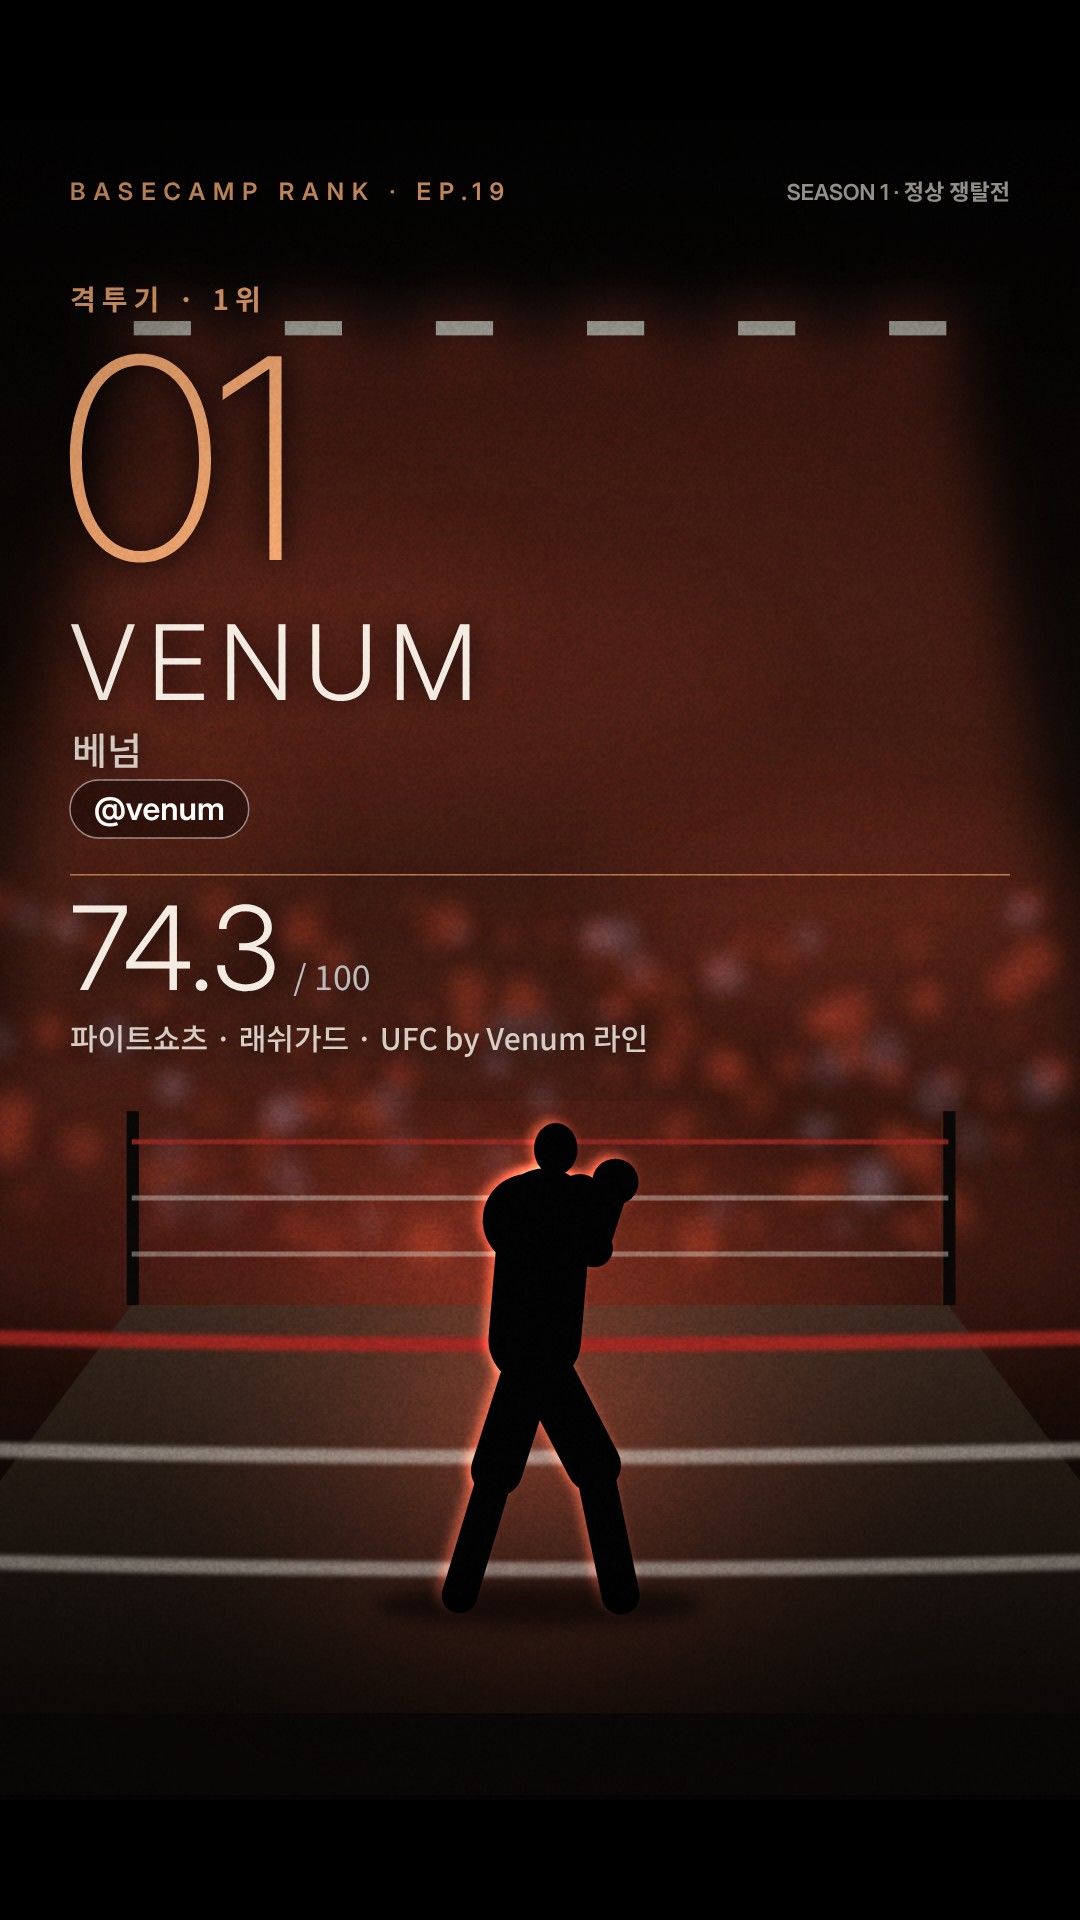 BASECAMP RANK · EP.19
SEASON 1 · 정상 쟁탈전
격투기 · 1위
01
VENUM
베넘
@venum
74.3 / 100
파이트쇼츠 · 래쉬가드 · UFC by Venum 라인